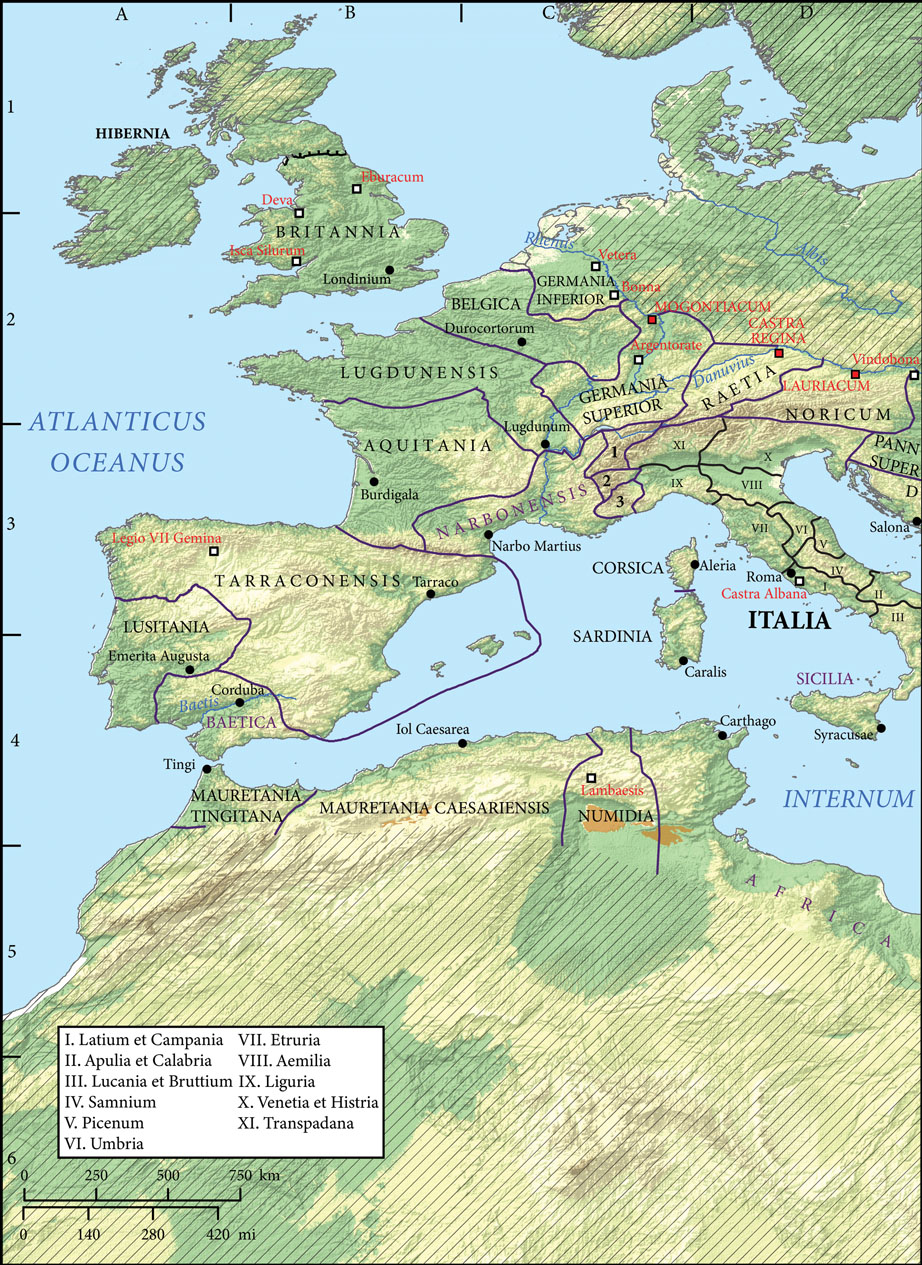 A
B
C
D
1
HIBERNIA
Eburacum
Deva
BRITANNIA
Isca Silurum
Londinium
Rhenus
Albis
Vetera
GERMANIA
INFERIOR
Bonna
BELGICA
MOGONTIACUM
2
Durocortorum
CASTRA
REGINA
Argentorate
Vindobona
LUGDUNENSIS
Danuvius
LAURIACUM
GERMANIA
SUPERIOR
RAETIA
NORICUM
ATLANTICUS
OCEANUS
Lugdunum
AQUITANIA
1
XI
X
PANN
SUPER
2
IX
VIII
D
Burdigala
3
NARBONENSIS
3
VII
VI
Salona
Legio VII Gemina
Narbo Martius
V
CORSICA
Aleria
Roma
IV
TARRACONENSIS
Tarraco
Castra Albana
I
II
LUSITANIA
ITALIA
III
SARDINIA
Emerita Augusta
Caralis
SICILIA
Corduba
Baetis
BAETICA
Iol Caesarea
Carthago
4
Syracusae
Tingi
Lambaesis
MAURETANIA
TINGITANA
MAURETANIA CAESARIENSIS
NUMIDIA
INTERNUM
AFRICA
5
I. Latium et Campania
II. Apulia et Calabria
III. Lucania et Bruttium
IV. Samnium
V. Picenum
VI. Umbria
VII. Etruria
VIII. Aemilia
IX. Liguria
X. Venetia et Histria
XI. Transpadana
6
0 250 500 750 km
0 140 280 420 mi